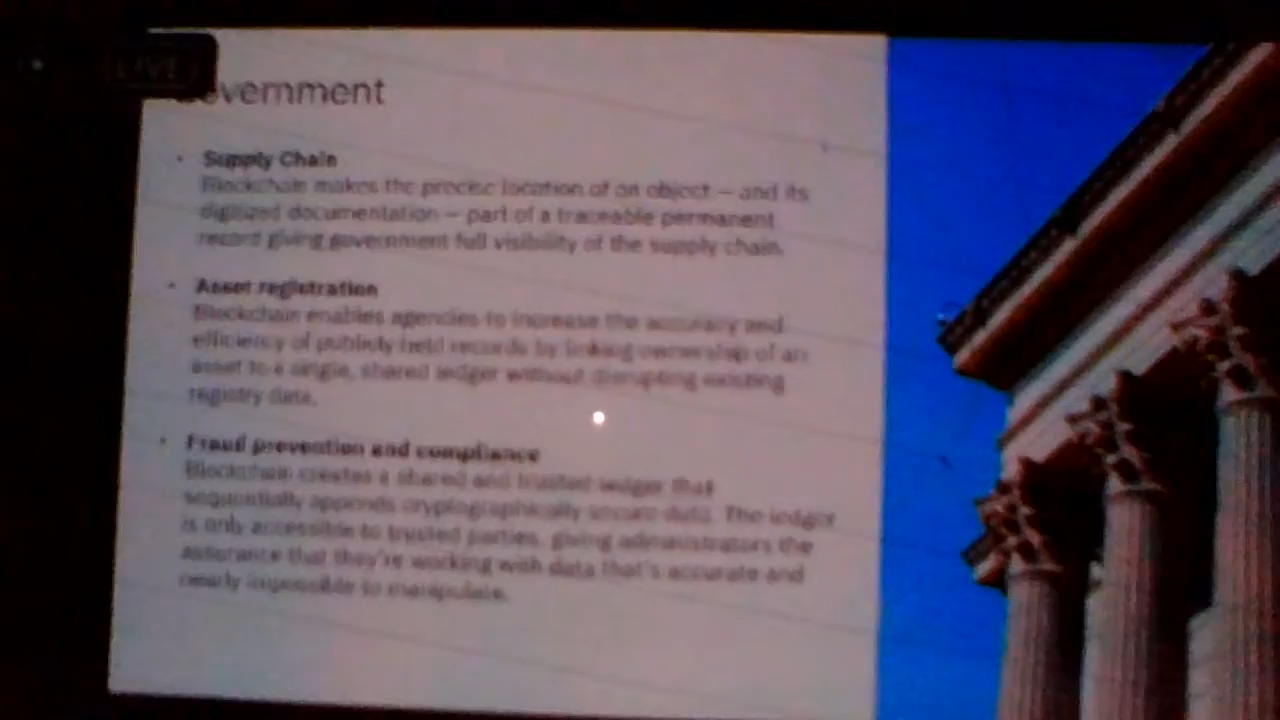 LIVE
Government
• Supply Chain
Blockchain makes the precise location of an object — and its
digitized documentation — part of a traceable permanent
record giving government full visibility of the supply chain.
• Asset registration
Blockchain enables agencies to increase the accuracy and
efficiency of publicly held records by linking ownership of an
asset to a single, shared ledger without disrupting existing
registry data.
• Fraud prevention and compliance
Blockchain creates a shared and trusted ledger that
sequentially appends cryptographically secure data. The ledger
is only accessible to trusted parties, giving administrators the
assurance that they're working with data that's accurate and
nearly impossible to manipulate.